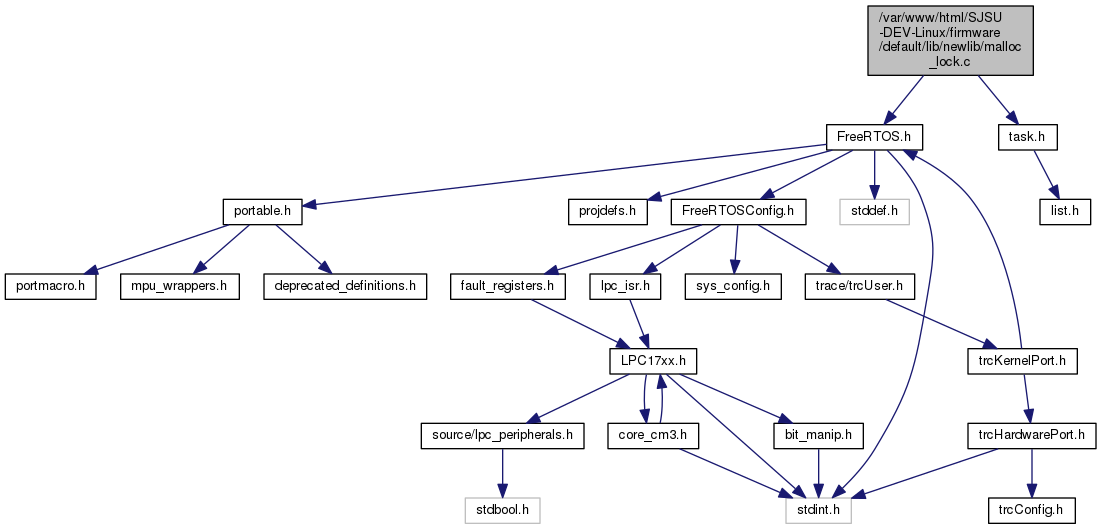 /var/www/html/SJSU
-DEV-Linux/firmware
/default/lib/newlib/malloc
_lock.c
FreeRTOS.h
task.h
portable.h
projdefs.h
FreeRTOSConfig.h
stddef.h
list.h
portmacro.h
mpu_wrappers.h
deprecated_definitions.h
fault_registers.h
lpc_isr.h
sys_config.h
trace/trcUser.h
LPC17xx.h
trcKernelPort.h
source/lpc_peripherals.h
core_cm3.h
bit_manip.h
trcHardwarePort.h
stdbool.h
stdint.h
trcConfig.h